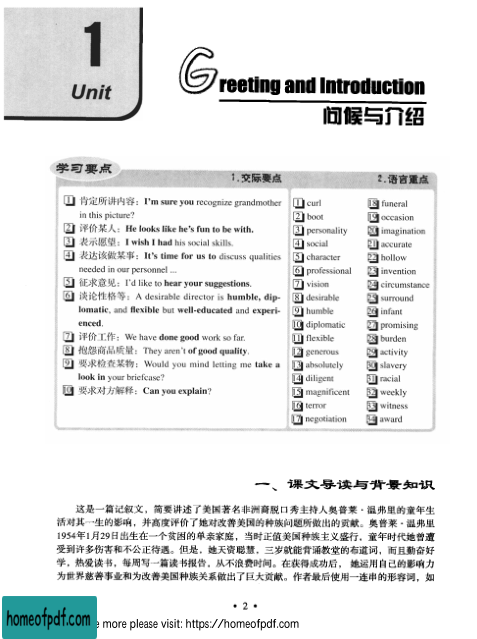 1
Unit
Greeting and Introduction
问候与介绍
学习要点
1.交际要点
2.语言重点
1 肯定所讲内容：I'm sure you recognize grandmother
in this picture?
2 评价某人：He looks like he's fun to be with.
3 表示愿望：I wish I had his social skills.
4 表达该做某事：It's time for us to discuss qualities
needed in our personnel ...
5 征求意见：I'd like to hear your suggestions.
6 谈论性格等：A desirable director is humble, dip-
lomatic, and flexible but well-educated and experi-
enced.
7 评价工作：We have done good work so far.
8 抱怨商品质量：They aren't of good quality.
9 要求检查某物：Would you mind letting me take a
look in your briefcase?
10 要求对方解释：Can you explain?
1 curl
2 boot
3 personality
4 social
5 character
6 professional
7 vision
8 desirable
9 humble
10 diplomatic
11 flexible
12 generous
13 absolutely
14 diligent
15 magnificent
16 terror
17 negotiation
18 funeral
19 occasion
20 imagination
21 accurate
22 hollow
23 invention
24 circumstance
25 surround
26 infant
27 promising
28 burden
29 activity
30 slavery
31 racial
32 weekly
33 witness
34 award
一、课文导读与背景知识
这是一篇记叙文，简要讲述了美国著名非洲裔脱口秀主持人奥普莱·温弗里的童年生
活对其一生的影响，并高度评价了她对改善美国的种族问题所做出的贡献。奥普莱·温弗里
1954年1月29日出生在一个贫困的单亲家庭，当时正值美国种族主义盛行，童年时代她曾遭
受到许多伤害和不公正待遇。但是，她天资聪慧，三岁就能背诵教堂的布道词，而且勤奋好
学，热爱读书，每周写一篇读书报告，从不浪费时间。在获得成功后，她运用自己的影响力
为世界慈善事业和为改善美国种族关系做出了巨大贡献。作者最后使用一连串的形容词，如
• 2 •
homeofpdf.com
e more please visit: https://homeofpdf.com